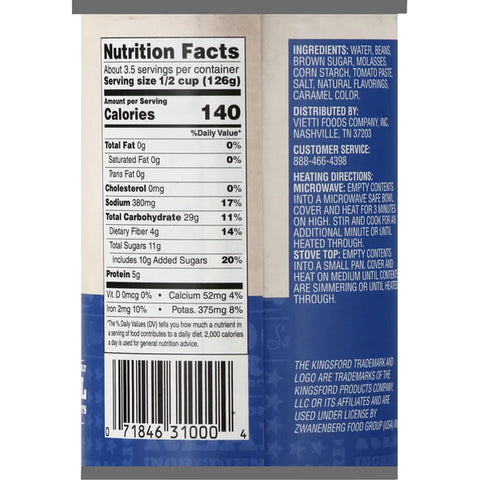 Nutrition Facts
About 3.5 servings per container
Serving size 1/2 cup (126g)
Amount per Serving
Calories 140
%Daily Value*
Total Fat 0g 0%
Saturated Fat 0g 0%
Trans Fat 0g
Cholesterol 0mg 0%
Sodium 380mg 17%
Total Carbohydrate 29g 11%
Dietary Fiber 4g 14%
Total Sugars 11g
Includes 10g Added Sugars 20%
Protein 5g
Vit. D 0mcg 0% • Calcium 52mg 4%
Iron 2mg 10% • Potas. 375mg 8%
*The % Daily Values (DV) tells you how much a nutrient in
a serving of food contributes to a daily diet. 2,000 calories
a day is used for general nutrition advice.
0 71846 31000 4
INGREDIENTS: WATER, BEANS,
BROWN SUGAR, MOLASSES,
CORN STARCH, TOMATO PASTE,
SALT, NATURAL FLAVORINGS,
CARAMEL COLOR.
DISTRIBUTED BY:
VIETTI FOODS COMPANY, INC.
NASHVILLE, TN 37203
CUSTOMER SERVICE:
888-466-4398
HEATING DIRECTIONS:
MICROWAVE: EMPTY CONTENTS
INTO A MICROWAVE SAFE BOWL.
COVER AND HEAT FOR 3 MINUTES
ON HIGH. STIR AND COOK FOR AN
ADDITIONAL MINUTE OR UNTIL
HEATED THROUGH.
STOVE TOP: EMPTY CONTENTS
INTO A SMALL PAN. COVER AND
HEAT ON MEDIUM UNTIL CONTENTS
ARE SIMMERING OR UNTIL HEATED
THROUGH.
THE KINGSFORD TRADEMARK AND
LOGO ARE TRADEMARKS OF THE
KINGSFORD PRODUCTS COMPANY,
LLC OR ITS AFFILIATES AND ARE
USED UNDER LICENSE BY
ZWANENBERG FOOD GROUP (USA)